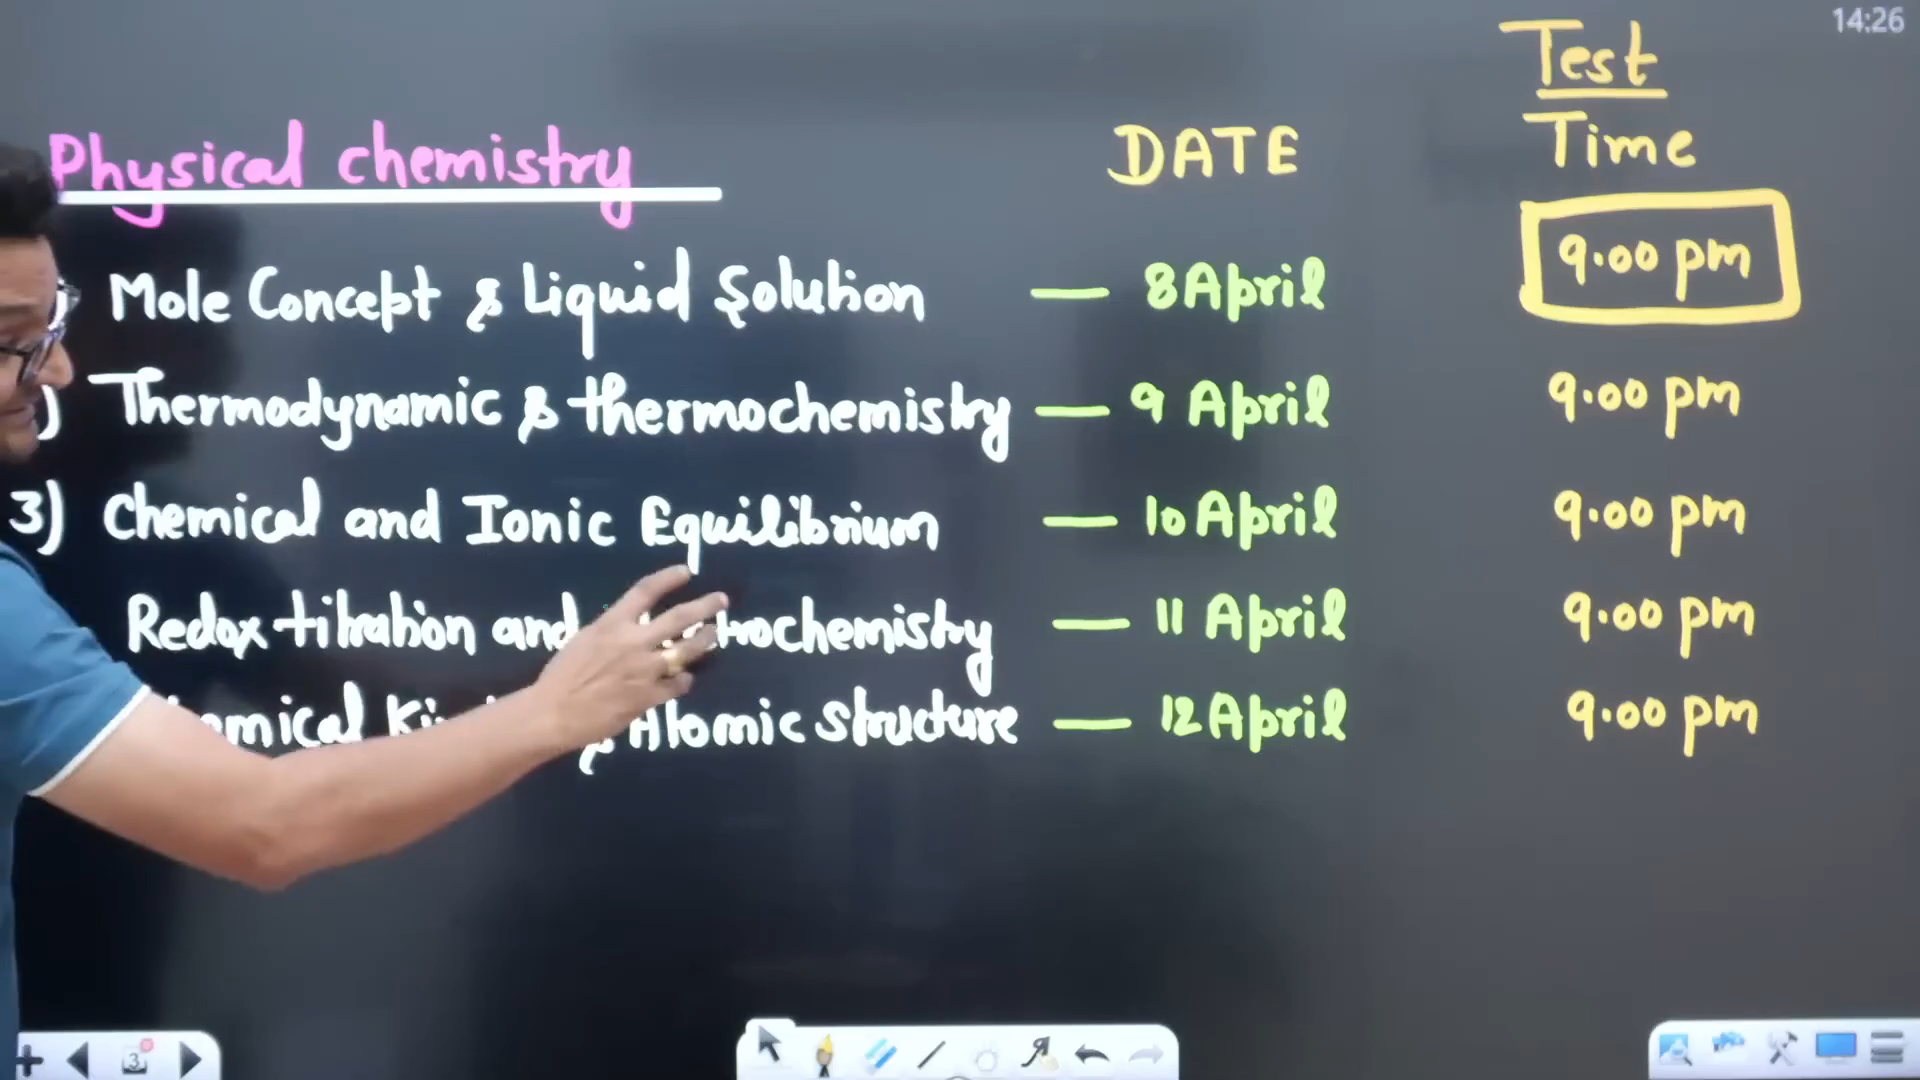 14:26
Test
Physical chemistry DATE Time
) Mole Concept & Liquid Solution — 8 April 9.00 pm
) Thermodynamic & thermochemistry — 9 April 9.00 pm
3) Chemical and Ionic Equilibrium — 10 April 9.00 pm
Redox titration and — 11 April 9.00 pm
Atomic structure — 12 April 9.00 pm
3